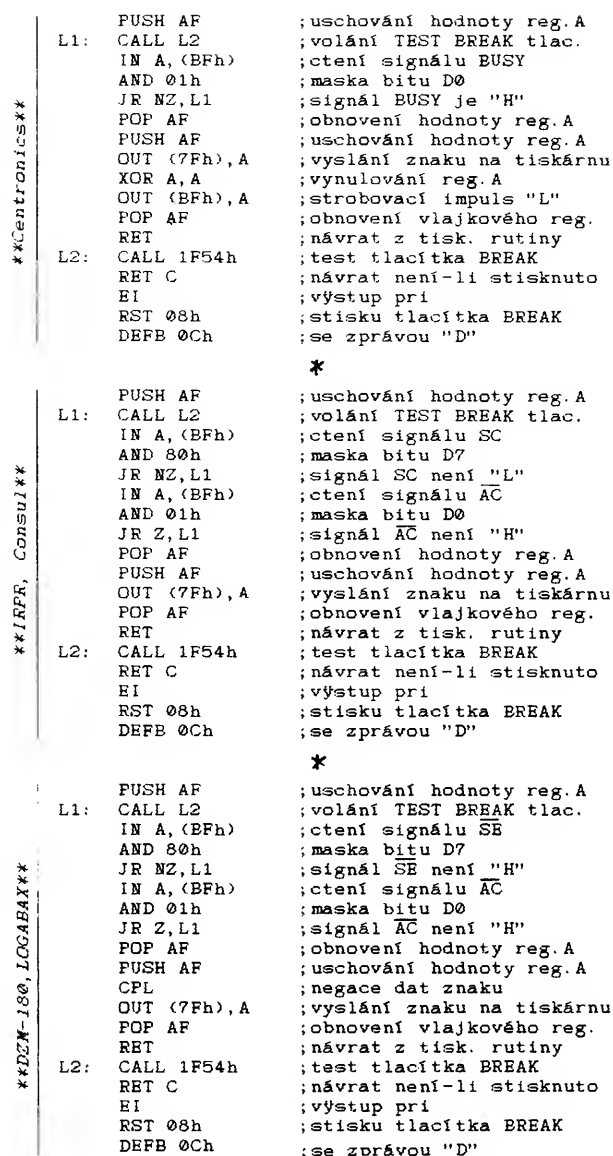 **Centronics**
PUSH AF ;uschování hodnoty reg.A
L1: CALL L2 ;volání TEST BREAK tlac.
IN A,(BFh) ;ctení signálu BUSY
AND 01h ;maska bitu D0
JR NZ,L1 ;signál BUSY je "H"
POP AF ;obnovení hodnoty reg.A
PUSH AF ;uschování hodnoty reg.A
OUT (7Fh),A ;vyslání znaku na tiskárnu
XOR A,A ;vynulování reg.A
OUT (BFh),A ;strobovací impuls "L"
POP AF ;obnovení vlajkového reg.
RET ;návrat z tisk. rutiny
L2: CALL 1F54h ;test tlacítka BREAK
RET C ;návrat není-li stisknuto
EI ;výstup pri
RST 08h ;stisku tlacítka BREAK
DEFB 0Ch ;se zprávou "D"
*
**IRPR, Consul**
PUSH AF ;uschování hodnoty reg.A
L1: CALL L2 ;volání TEST BREAK tlac.
IN A,(BFh) ;ctení signálu SC
AND 80h ;maska bitu D7
JR NZ,L1 ;signál SC není "L"
IN A,(BFh) ;ctení signálu A̅C̅
AND 01h ;maska bitu D0
JR Z,L1 ;signál A̅C̅ není "H"
POP AF ;obnovení hodnoty reg.A
PUSH AF ;uschování hodnoty reg.A
OUT (7Fh),A ;vyslání znaku na tiskárnu
POP AF ;obnovení vlajkového reg.
RET ;návrat z tisk. rutiny
L2: CALL 1F54h ;test tlacítka BREAK
RET C ;návrat není-li stisknuto
EI ;výstup pri
RST 08h ;stisku tlacítka BREAK
DEFB 0Ch ;se zprávou "D"
*
**DZM-180, LOGABAX**
PUSH AF ;uschování hodnoty reg.A
L1: CALL L2 ;volání TEST BREAK tlac.
IN A,(BFh) ;ctení signálu S̅E̅
AND 80h ;maska bitu D7
JR NZ,L1 ;signál S̅E̅ není "H"
IN A,(BFh) ;ctení signálu A̅C̅
AND 01h ;maska bitu D0
JR Z,L1 ;signál A̅C̅ není "H"
POP AF ;obnovení hodnoty reg.A
PUSH AF ;uschování hodnoty reg.A
CPL ;negace dat znaku
OUT (7Fh),A ;vyslání znaku na tiskárnu
POP AF ;obnovení vlajkového reg.
RET ;návrat z tisk. rutiny
L2: CALL 1F54h ;test tlacítka BREAK
RET C ;návrat není-li stisknuto
EI ;výstup pri
RST 08h ;stisku tlacítka BREAK
DEFB 0Ch ;se zprávou "D"